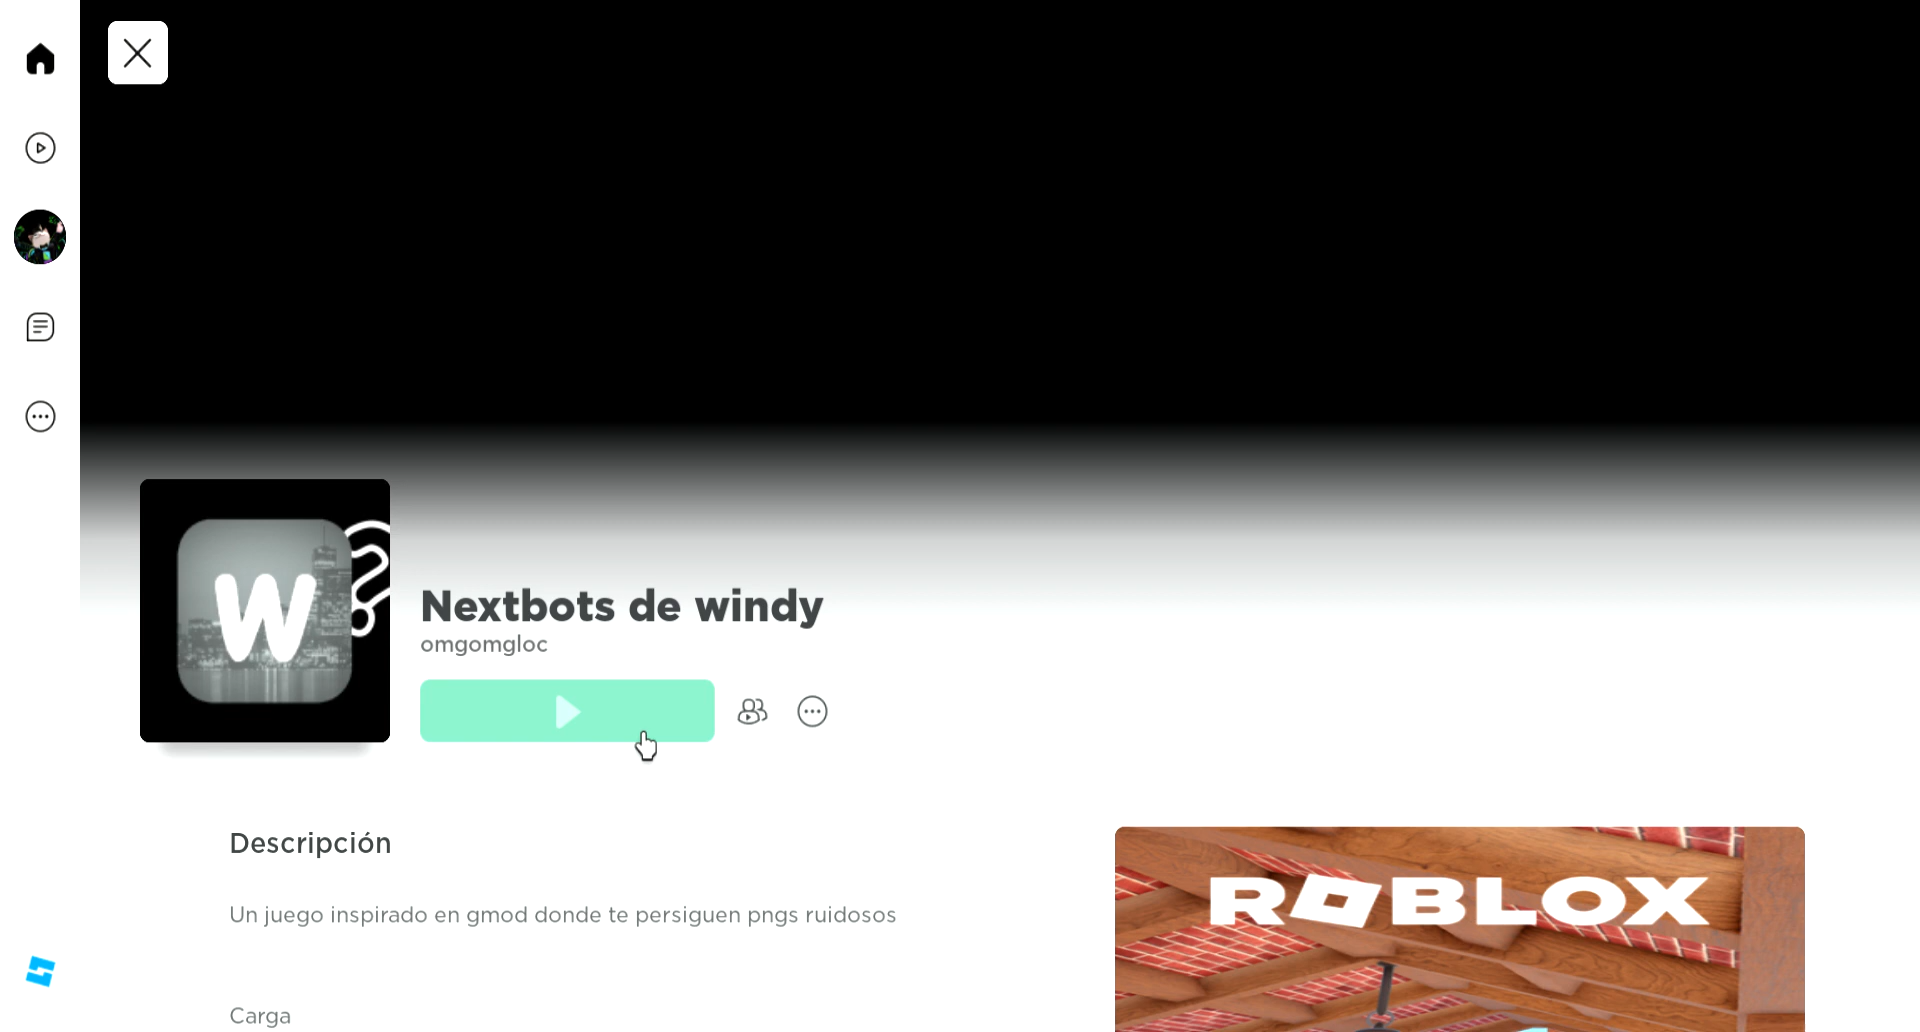 W
?
Nextbots de windy
omgomgloc
Descripción
Un juego inspirado en gmod donde te persiguen pngs ruidosos
Carga
ROBLOX